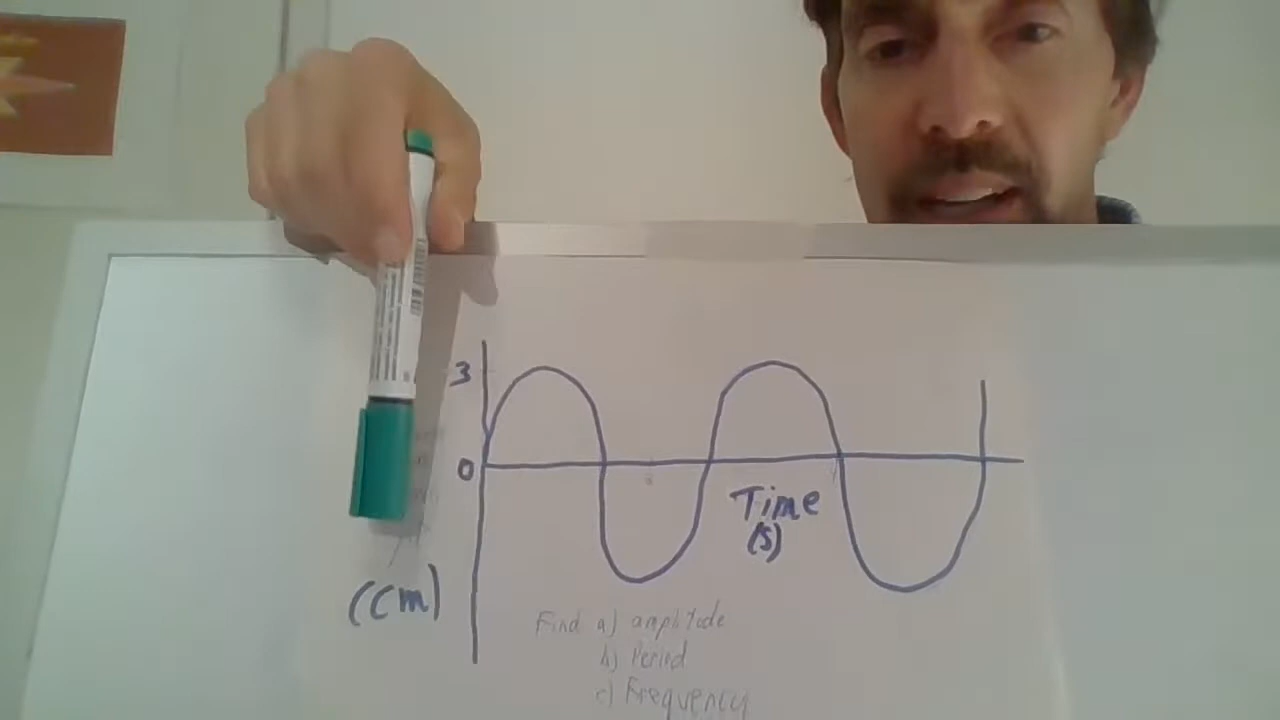 3
0
Time
(s)
(cm)
Find a) amplitude
b) Period
c) Frequency